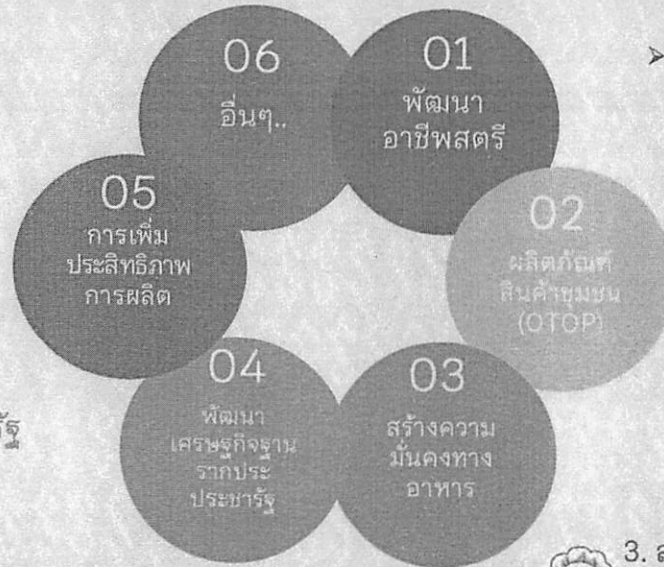 ➢
01
พัฒนา
อาชีพสตรี
02
ผลิตภัณฑ์
สินค้าชุมชน
(OTOP)
03
สร้างความ
มั่นคงทาง
อาหาร
04
พัฒนา
เศรษฐกิจฐาน
รากประ
ประชารัฐ
05
การเพิ่ม
ประสิทธิภาพ
การผลิต
06
อื่นๆ..
3. ส